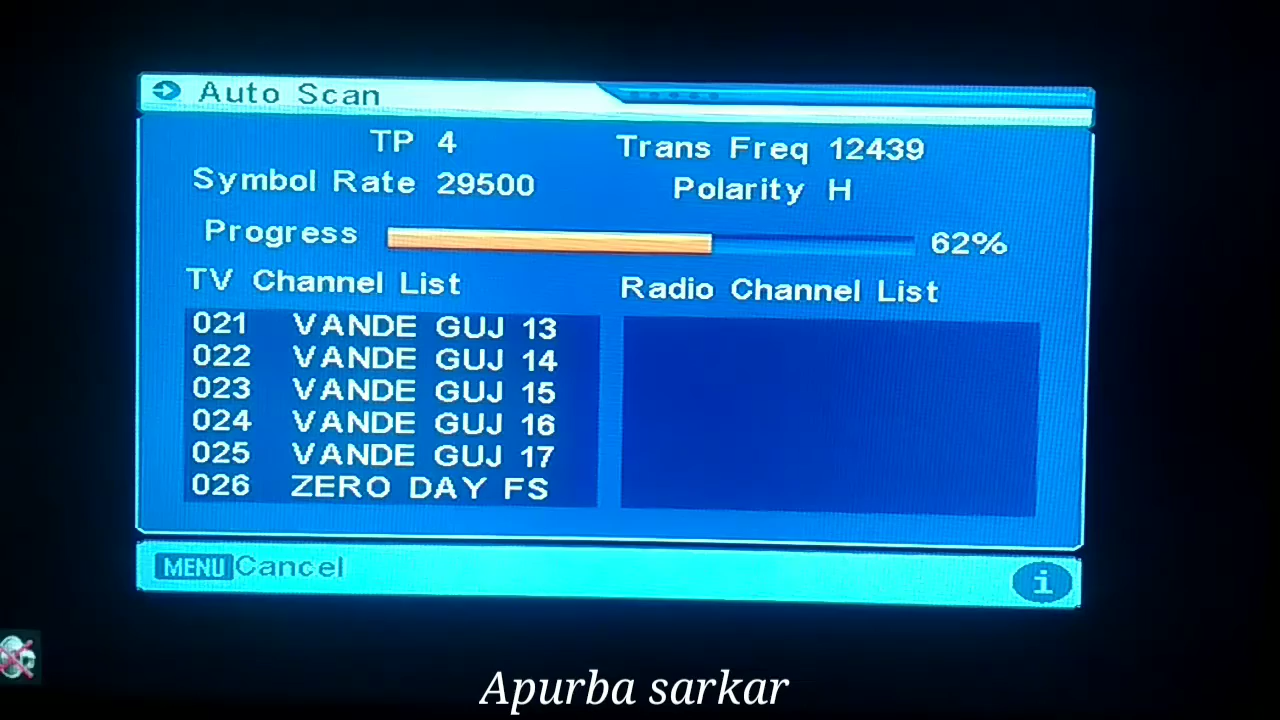 Auto Scan
TP 4
Trans Freq 12439
Symbol Rate 29500
Polarity H
Progress
62%
TV Channel List
Radio Channel List
021 VANDE GUJ 13
022 VANDE GUJ 14
023 VANDE GUJ 15
024 VANDE GUJ 16
025 VANDE GUJ 17
026 ZERO DAY FS
MENU Cancel
i
Apurba sarkar